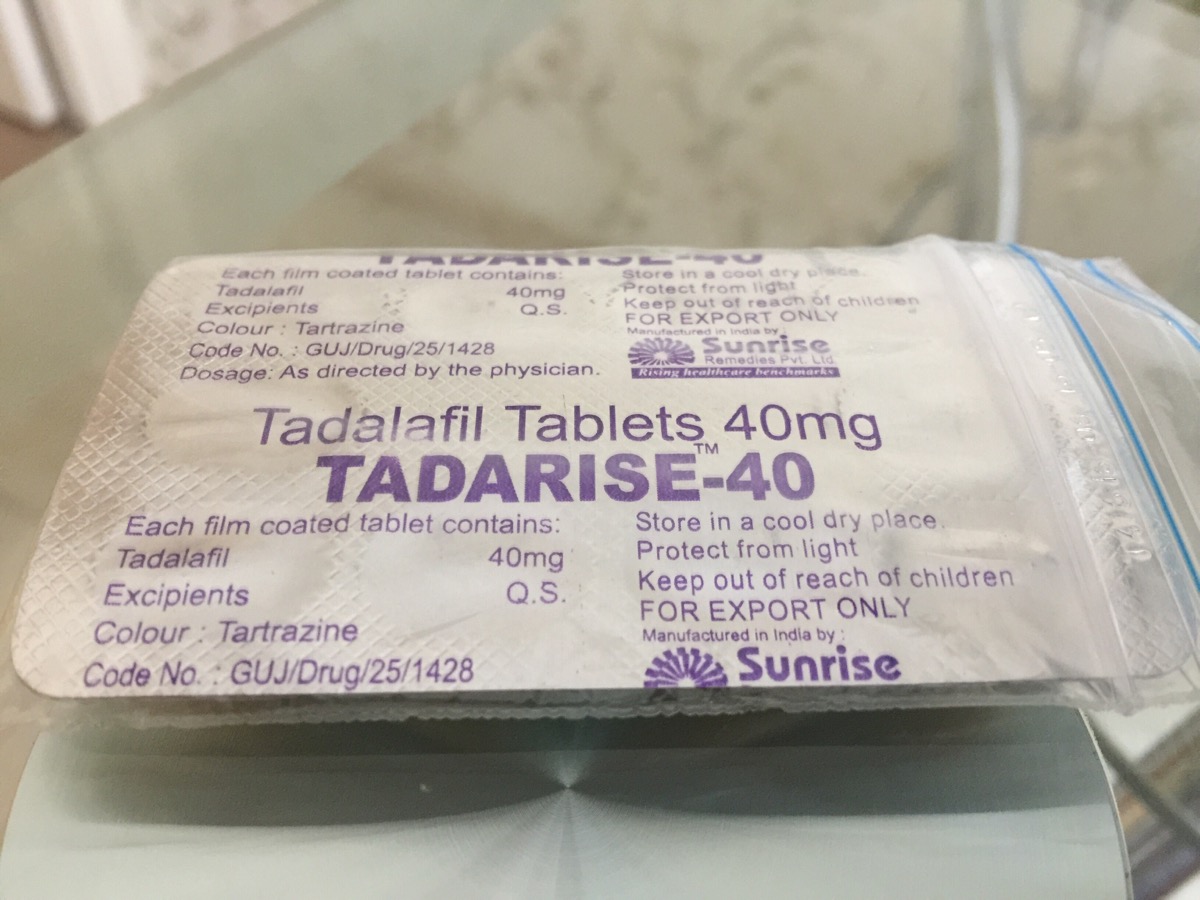 TADARISE-40
Each film coated tablet contains:
Tadalafil 40mg
Excipients Q.S.
Colour : Tartrazine
Code No. : GUJ/Drug/25/1428
Dosage: As directed by the physician.
Store in a cool dry place.
Protect from light
Keep out of reach of children
FOR EXPORT ONLY
Manufactured in India by :
Sunrise
Remedies Pvt. Ltd.
Rising healthcare benchmarks
Tadalafil Tablets 40mg
TADARISE™-40
Each film coated tablet contains:
Tadalafil 40mg
Excipients Q.S.
Colour : Tartrazine
Code No. : GUJ/Drug/25/1428
Store in a cool dry place.
Protect from light
Keep out of reach of children
FOR EXPORT ONLY
Manufactured in India by :
Sunrise